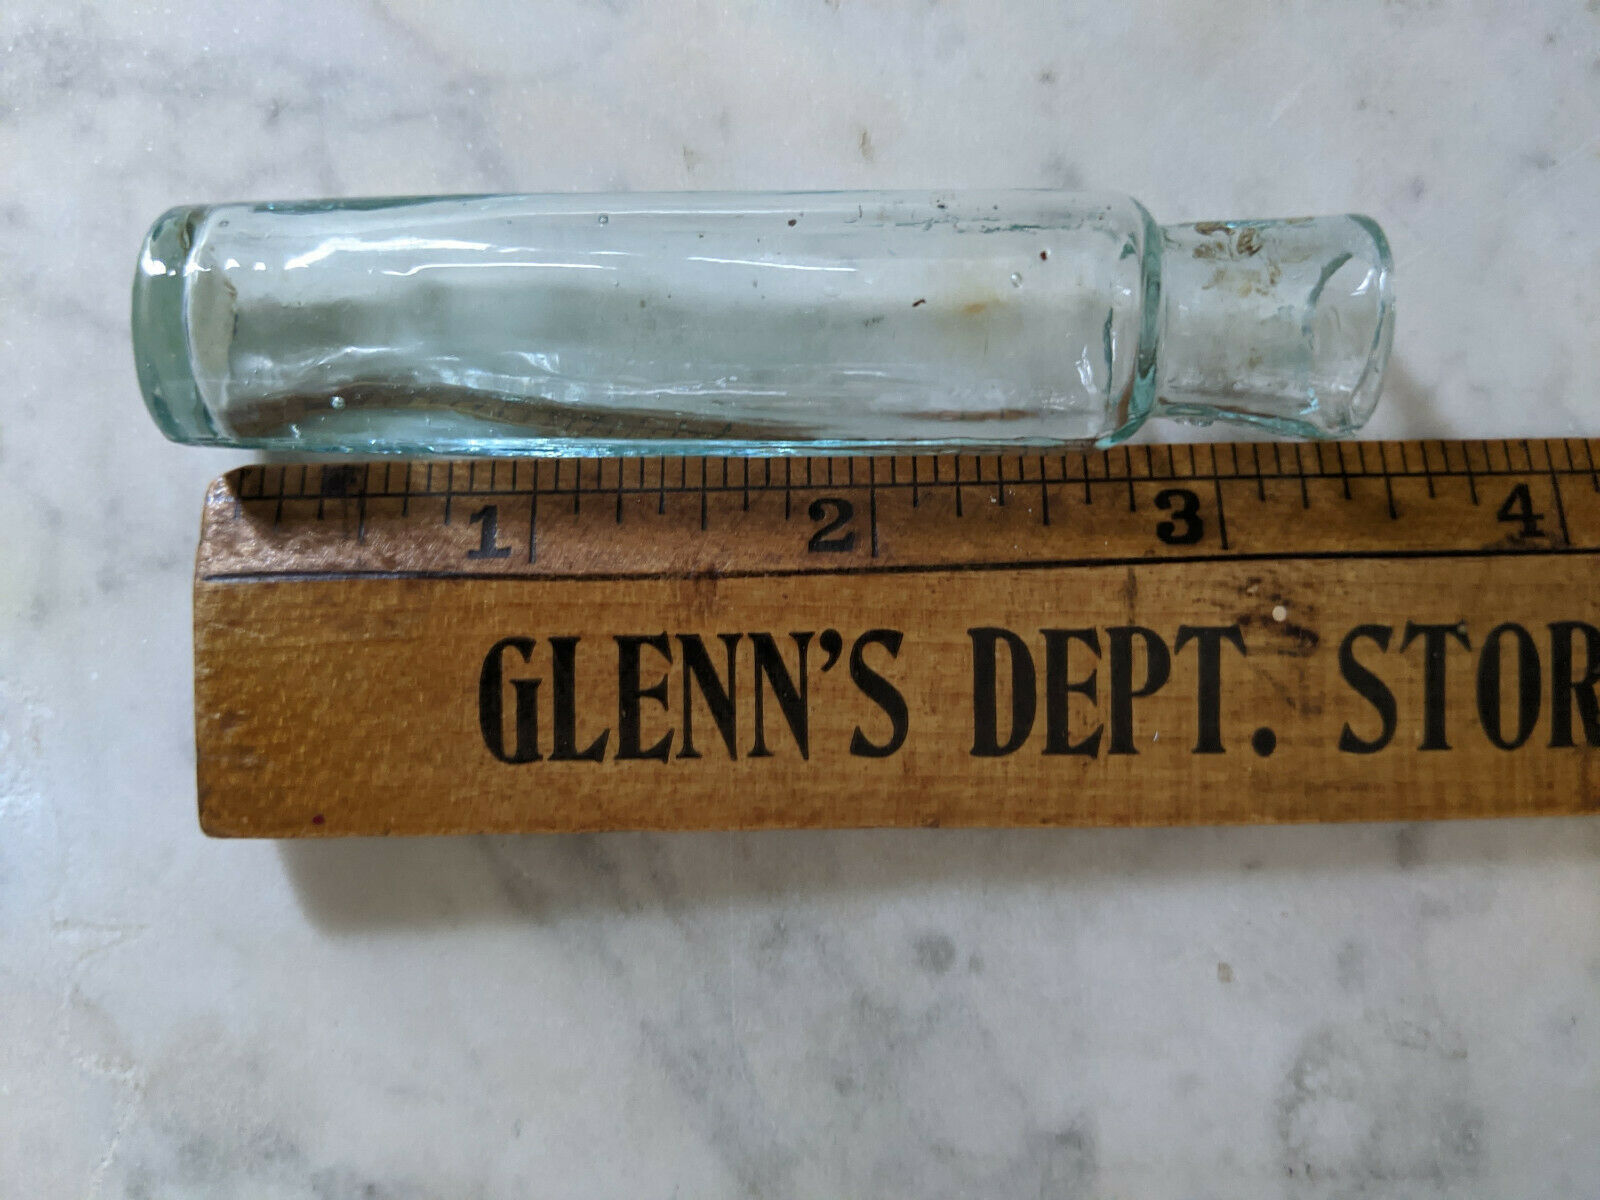 1 2 3 4
GLENN'S DEPT. STOR